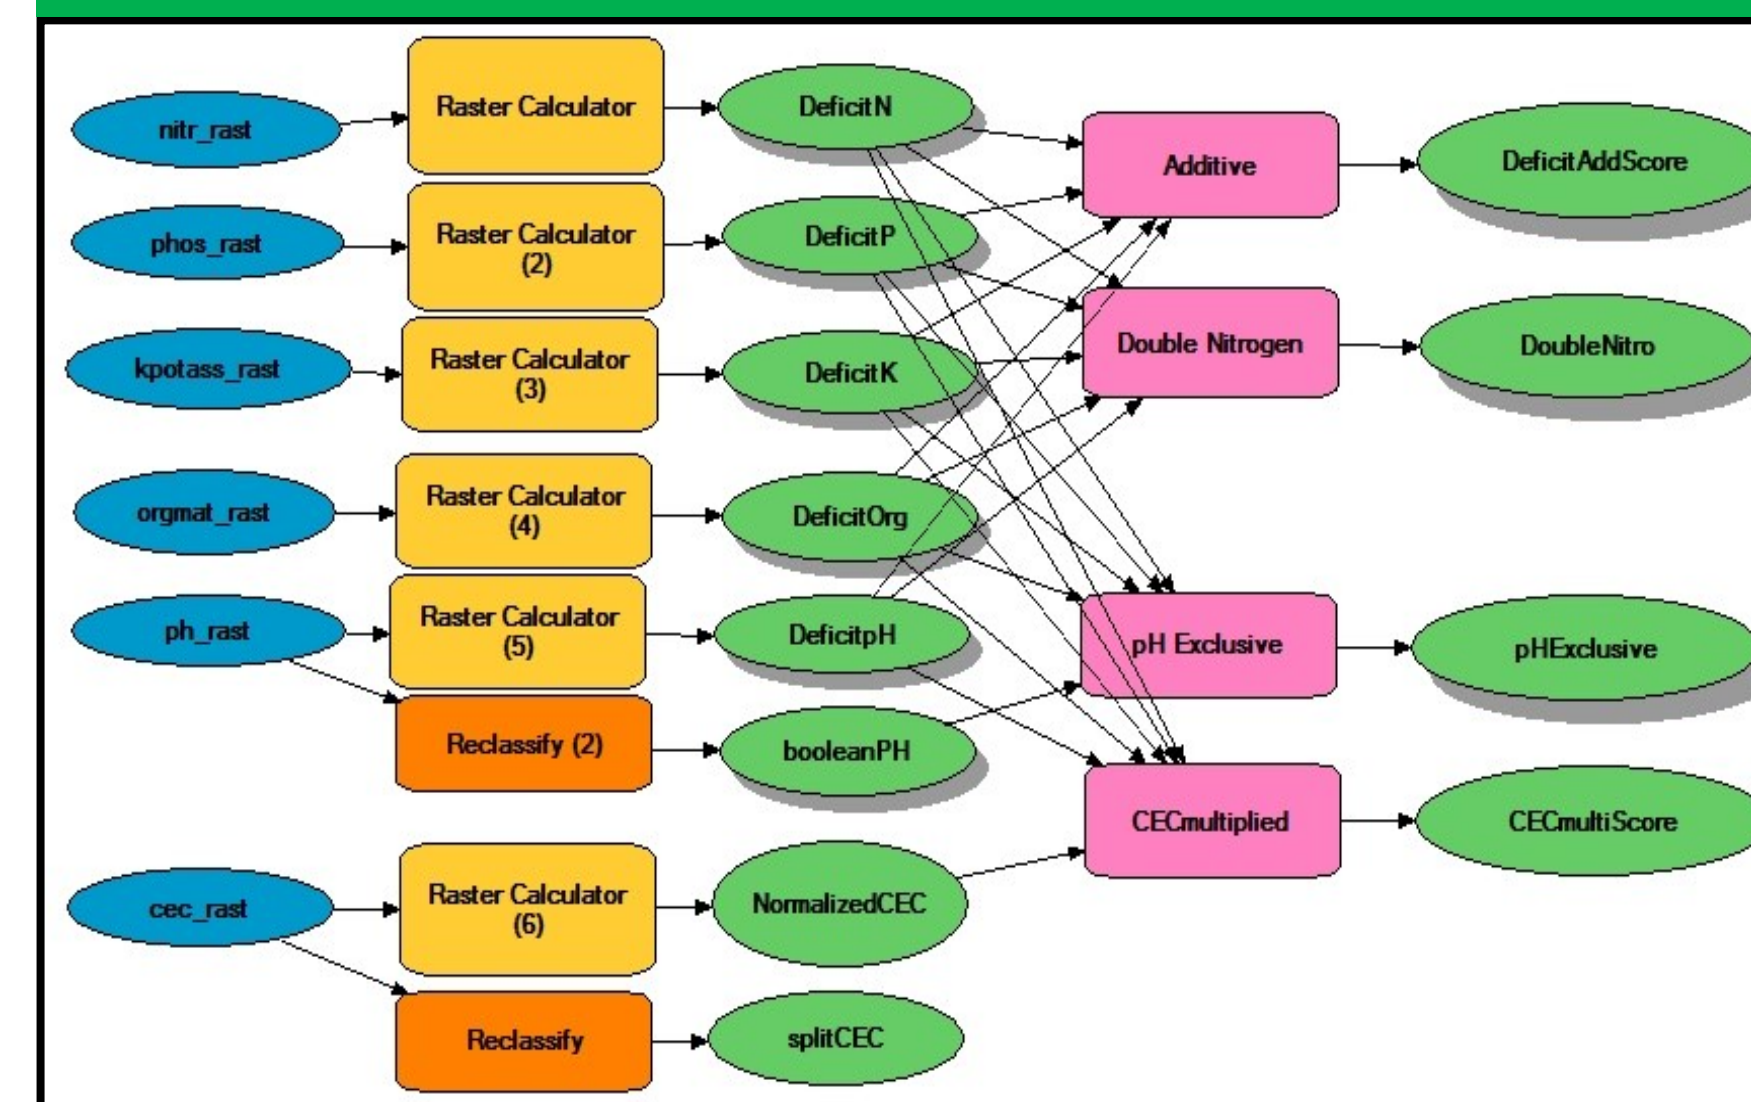 nitr_rast
Raster Calculator
DeficitN
Additive
DeficitAddScore
phos_rast
Raster Calculator
(2)
DeficitP
kpotass_rast
Raster Calculator
(3)
DeficitK
Double Nitrogen
DoubleNitro
orgmat_rast
Raster Calculator
(4)
DeficitOrg
ph_rast
Raster Calculator
(5)
DeficitpH
pH Exclusive
pHExclusive
Reclassify (2)
booleanPH
CECmultiplied
CECmultiScore
cec_rast
Raster Calculator
(6)
NormalizedCEC
Reclassify
splitCEC